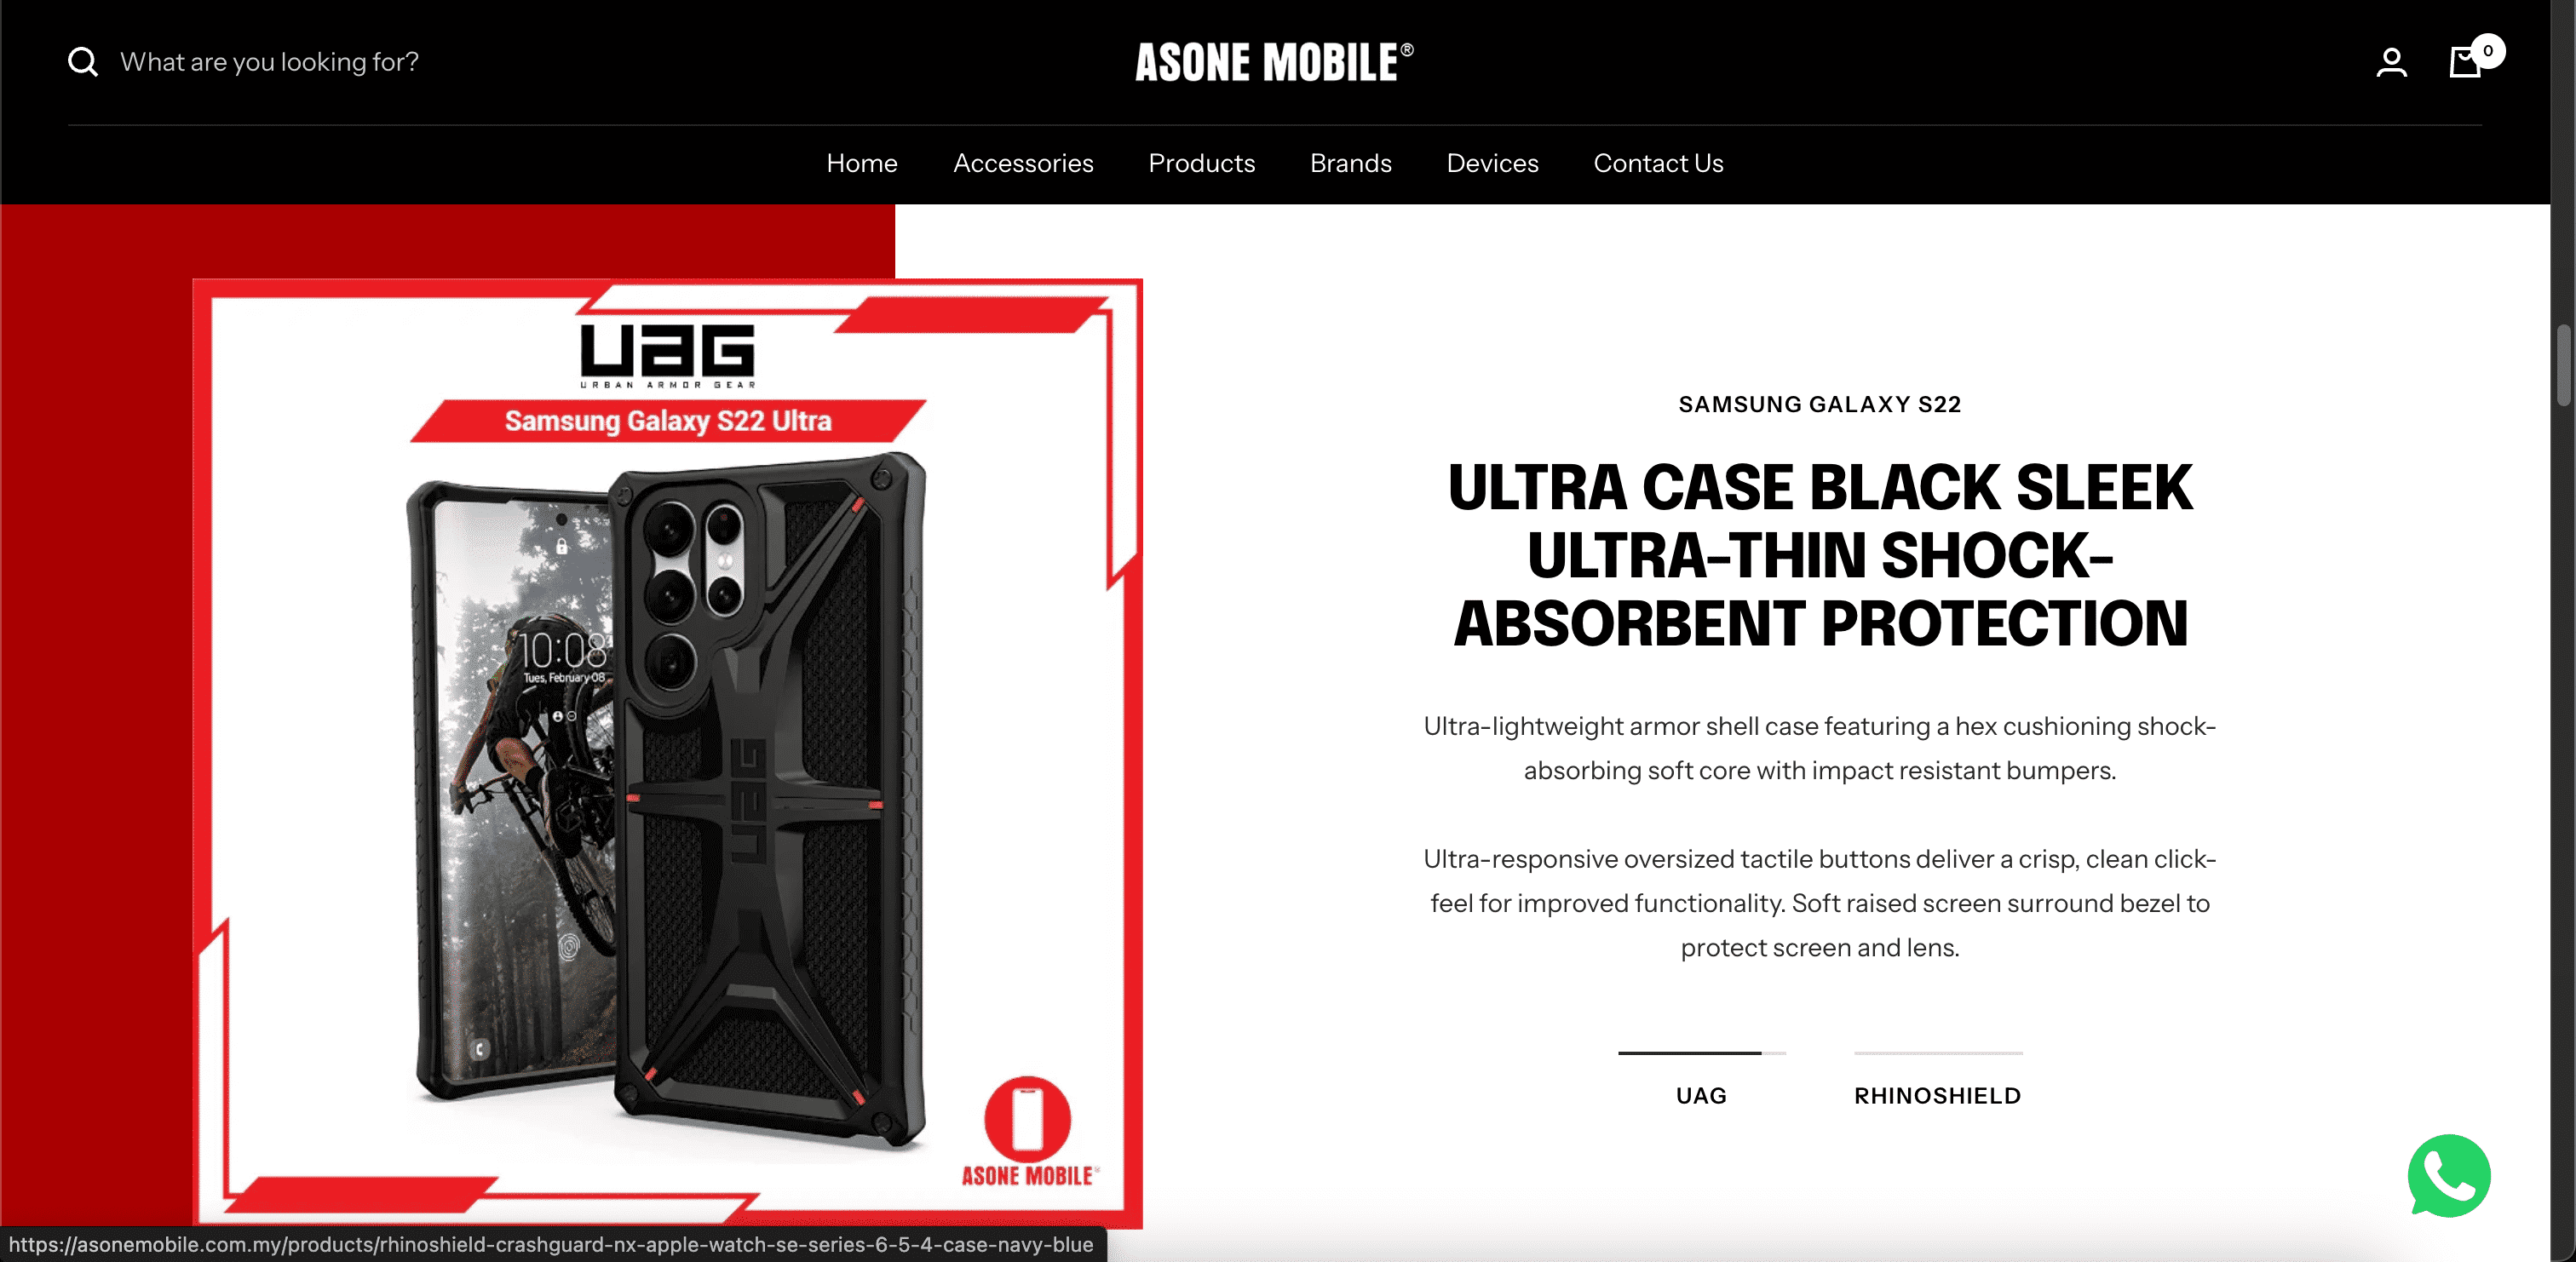 What are you looking for?
ASONE MOBILE®
0
Home Accessories Products Brands Devices Contact Us
UAG
URBAN ARMOR GEAR
Samsung Galaxy S22 Ultra
10:08
Tues, February 08
UAG
ASONE MOBILE®
SAMSUNG GALAXY S22
ULTRA CASE BLACK SLEEK
ULTRA-THIN SHOCK-
ABSORBENT PROTECTION
Ultra-lightweight armor shell case featuring a hex cushioning shock-
absorbing soft core with impact resistant bumpers.
Ultra-responsive oversized tactile buttons deliver a crisp, clean click-
feel for improved functionality. Soft raised screen surround bezel to
protect screen and lens.
UAG RHINOSHIELD
https://asonemobile.com.my/products/rhinoshield-crashguard-nx-apple-watch-se-series-6-5-4-case-navy-blue